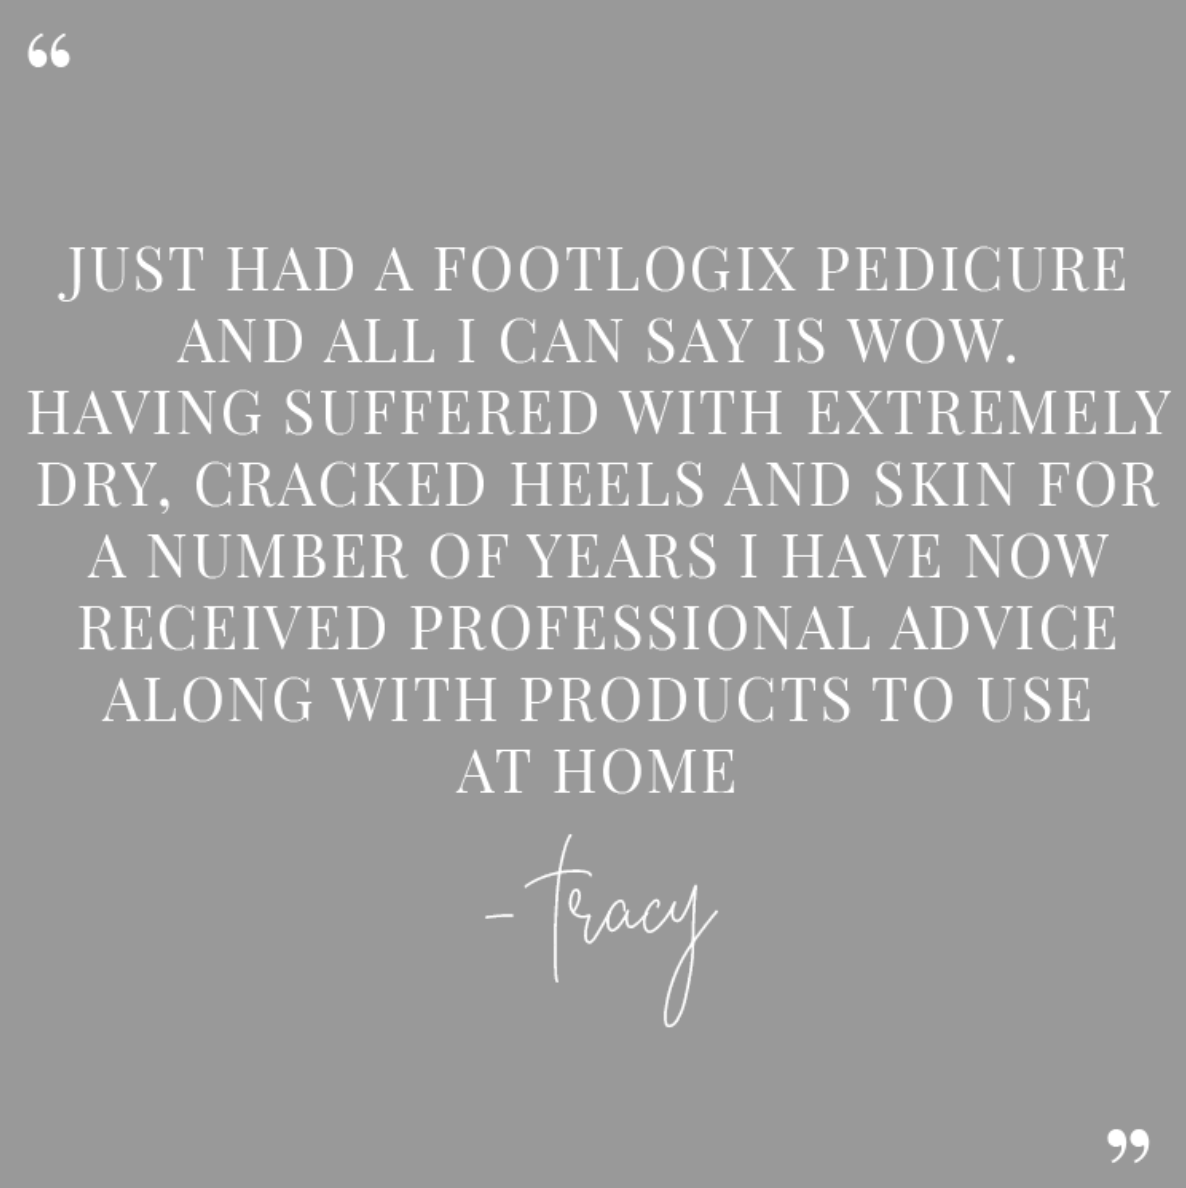 “
JUST HAD A FOOTLOGIX PEDICURE
AND ALL I CAN SAY IS WOW.
HAVING SUFFERED WITH EXTREMELY
DRY, CRACKED HEELS AND SKIN FOR
A NUMBER OF YEARS I HAVE NOW
RECEIVED PROFESSIONAL ADVICE
ALONG WITH PRODUCTS TO USE
AT HOME
- Tracy
”